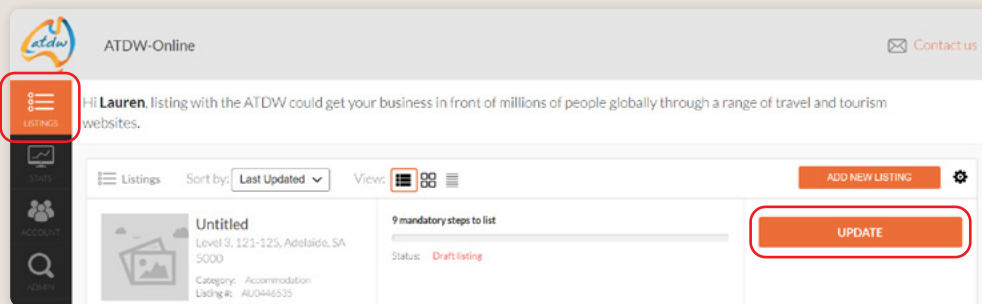 atdw
ATDW-Online
Contact us
Hi Lauren, listing with the ATDW could get your business in front of millions of people globally through a range of travel and tourism
websites.
LISTINGS
STATS
ACCOUNT
ADMIN
Listings Sort by: Last Updated View: ADD NEW LISTING
Untitled
Level 3, 121-125, Adelaide, SA
5000
Category: Accommodation
Listing #: AU0446535
9 mandatory steps to list
Status: Draft listing
UPDATE